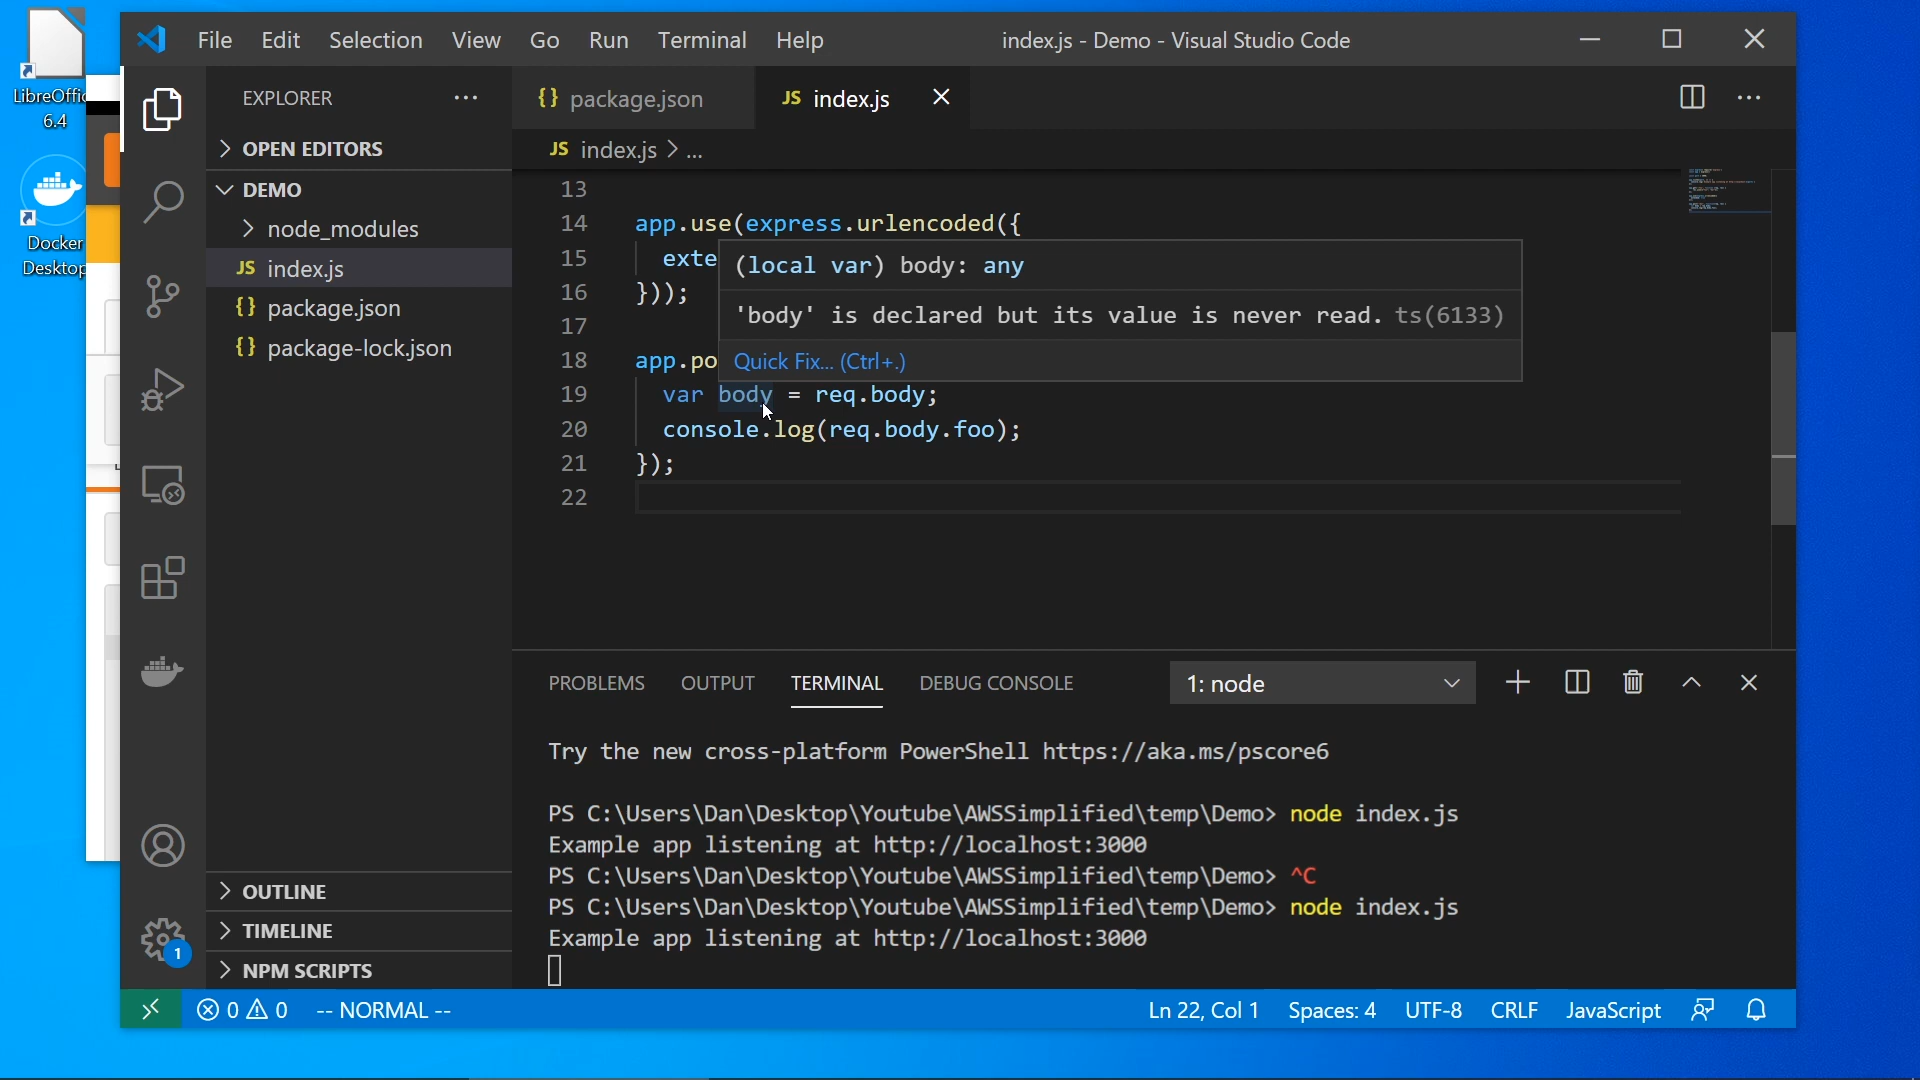 LibreOffic
6.4
Docker
Desktop
File Edit Selection View Go Run Terminal Help
index.js - Demo - Visual Studio Code
EXPLORER
OPEN EDITORS
DEMO
node_modules
JS index.js
{} package.json
{} package-lock.json
OUTLINE
TIMELINE
NPM SCRIPTS
{} package.json
JS index.js
JS index.js > ...
13
14 app.use(express.urlencoded({
15 exte
16 }));
17
18 app.po
19 var body = req.body;
20 console.log(req.body.foo);
21 });
22
(local var) body: any
'body' is declared but its value is never read. ts(6133)
Quick Fix... (Ctrl+.)
PROBLEMS OUTPUT TERMINAL DEBUG CONSOLE
1: node
Try the new cross-platform PowerShell https://aka.ms/pscore6
PS C:\Users\Dan\Desktop\Youtube\AWSSimplified\temp\Demo> node index.js
Example app listening at http://localhost:3000
PS C:\Users\Dan\Desktop\Youtube\AWSSimplified\temp\Demo> ^C
PS C:\Users\Dan\Desktop\Youtube\AWSSimplified\temp\Demo> node index.js
Example app listening at http://localhost:3000
1
0 0 -- NORMAL --
Ln 22, Col 1 Spaces: 4 UTF-8 CRLF JavaScript